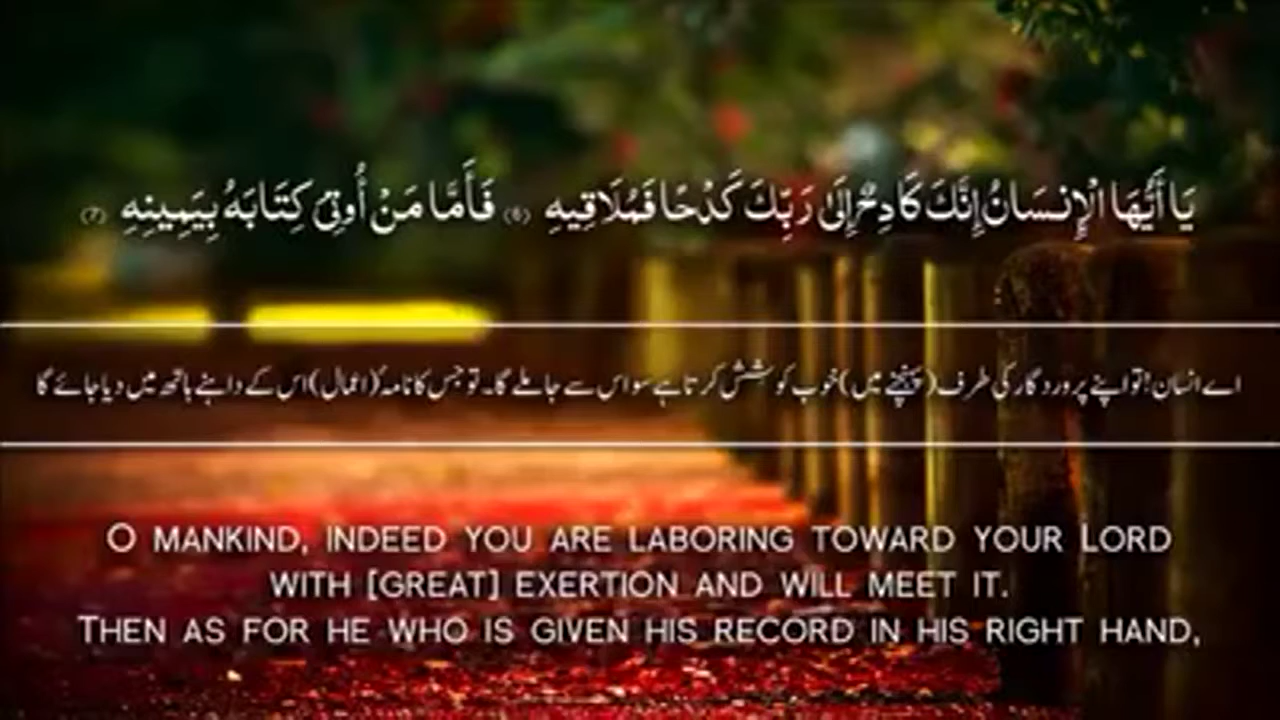 يَا أَيُّهَا الْإِنسَانُ إِنَّكَ كَادِحٌ إِلَىٰ رَبِّكَ كَدْحًا فَمُلَاقِيهِ (6) فَأَمَّا مَنْ أُوتِيَ كِتَابَهُ بِيَمِينِهِ (7)
اے انسان! تو اپنے پروردگار کی طرف (پہنچنے میں) خوب کوشش کرتا ہے سو اس سے جا ملے گا۔ تو جس کا نامۂ (اعمال) اس کے داہنے ہاتھ میں دیا جائے گا
O MANKIND, INDEED YOU ARE LABORING TOWARD YOUR LORD
WITH [GREAT] EXERTION AND WILL MEET IT.
THEN AS FOR HE WHO IS GIVEN HIS RECORD IN HIS RIGHT HAND,